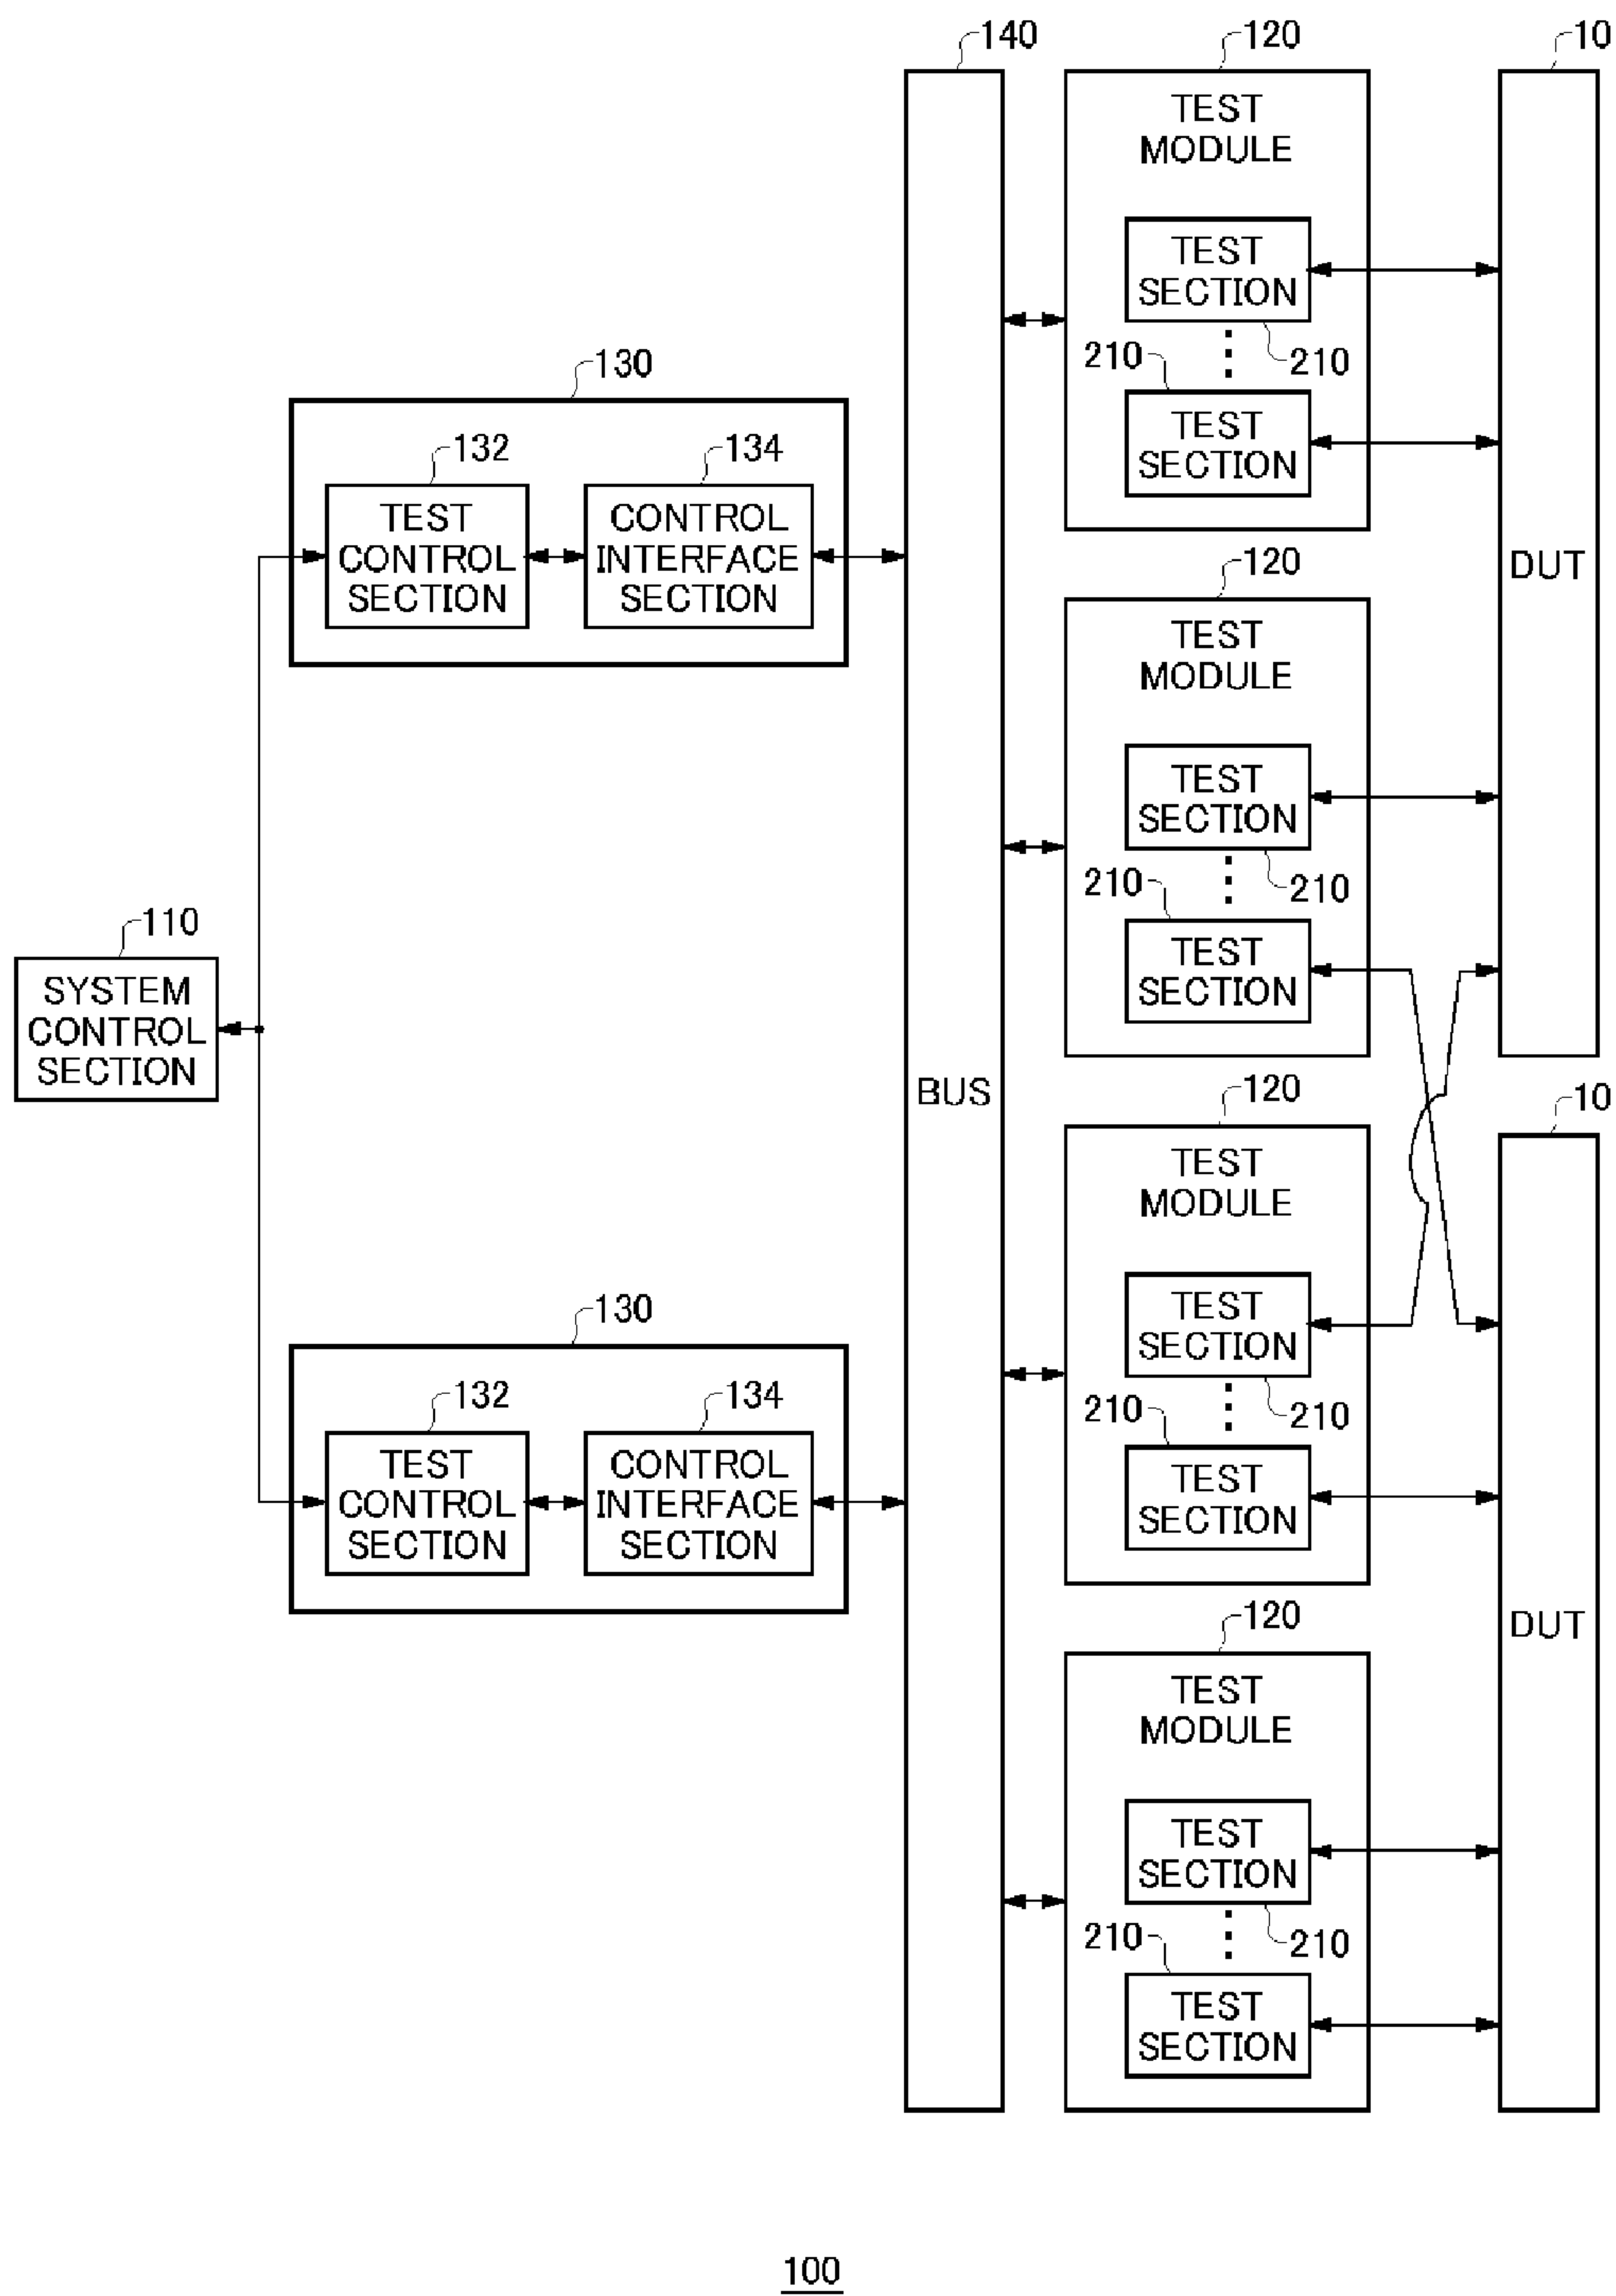 140
120
10
TEST
MODULE
TEST
SECTION
210
210
TEST
SECTION
DUT
130
132
134
TEST
CONTROL
SECTION
CONTROL
INTERFACE
SECTION
120
TEST
MODULE
TEST
SECTION
210
210
TEST
SECTION
110
SYSTEM
CONTROL
SECTION
BUS
120
10
TEST
MODULE
TEST
SECTION
210
210
TEST
SECTION
DUT
130
132
134
TEST
CONTROL
SECTION
CONTROL
INTERFACE
SECTION
120
TEST
MODULE
TEST
SECTION
210
210
TEST
SECTION
100